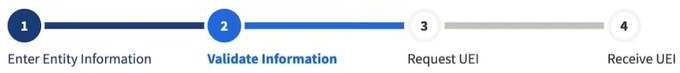 1 2 3 4
Enter Entity Information Validate Information Request UEI Receive UEI